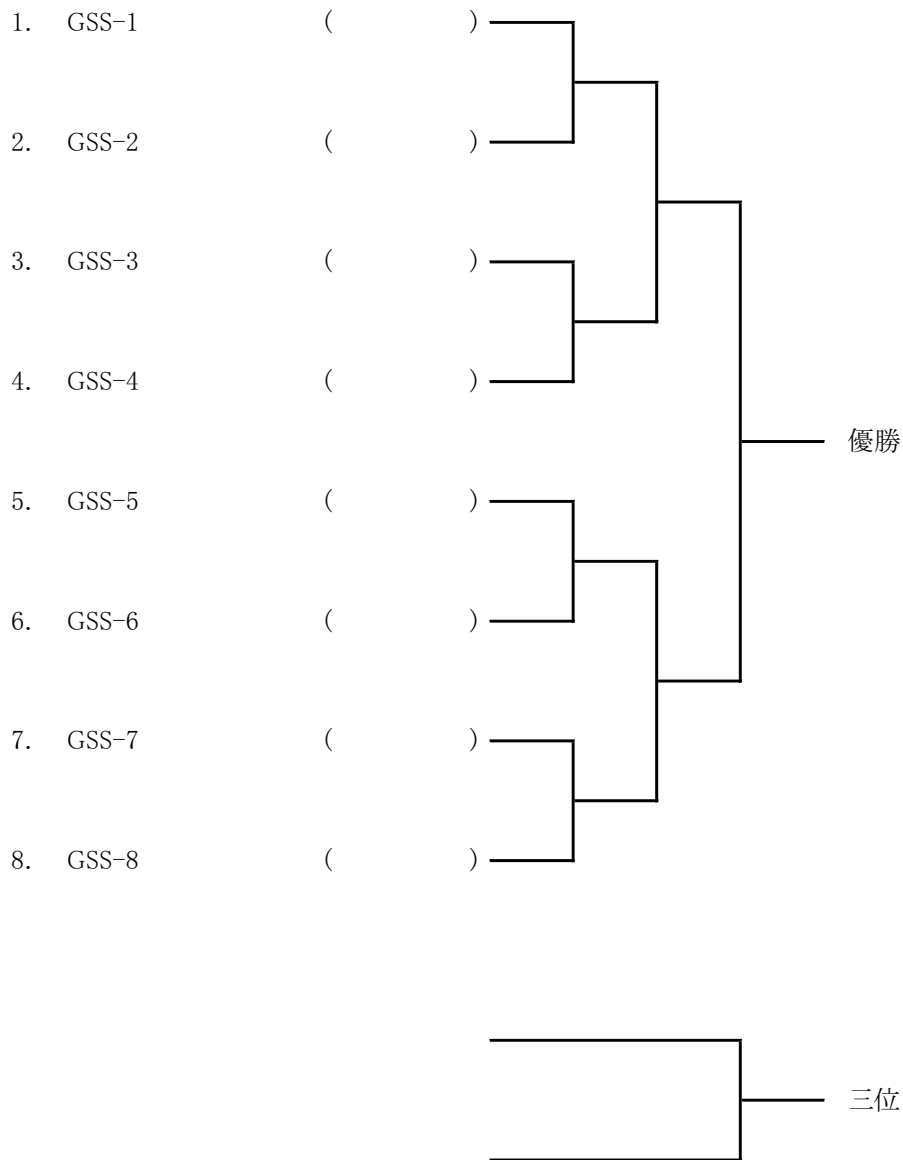 1. GSS-1 ( )
2. GSS-2 ( )
3. GSS-3 ( )
4. GSS-4 ( )
優勝
5. GSS-5 ( )
6. GSS-6 ( )
7. GSS-7 ( )
8. GSS-8 ( )
三位